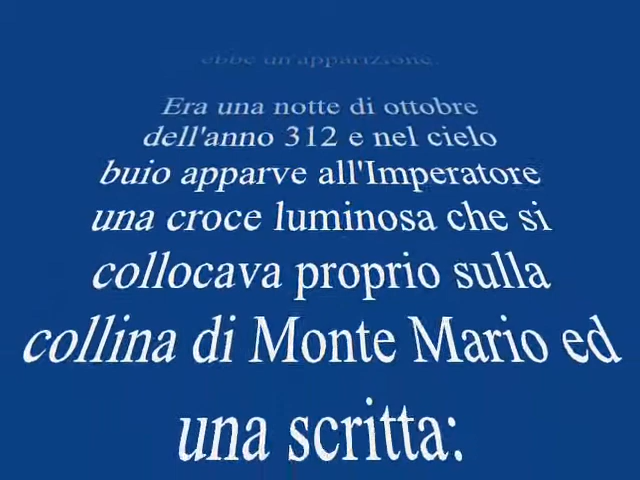 ebbe un'apparizione.
Era una notte di ottobre
dell'anno 312 e nel cielo
buio apparve all'Imperatore
una croce luminosa che si
collocava proprio sulla
collina di Monte Mario ed
una scritta: